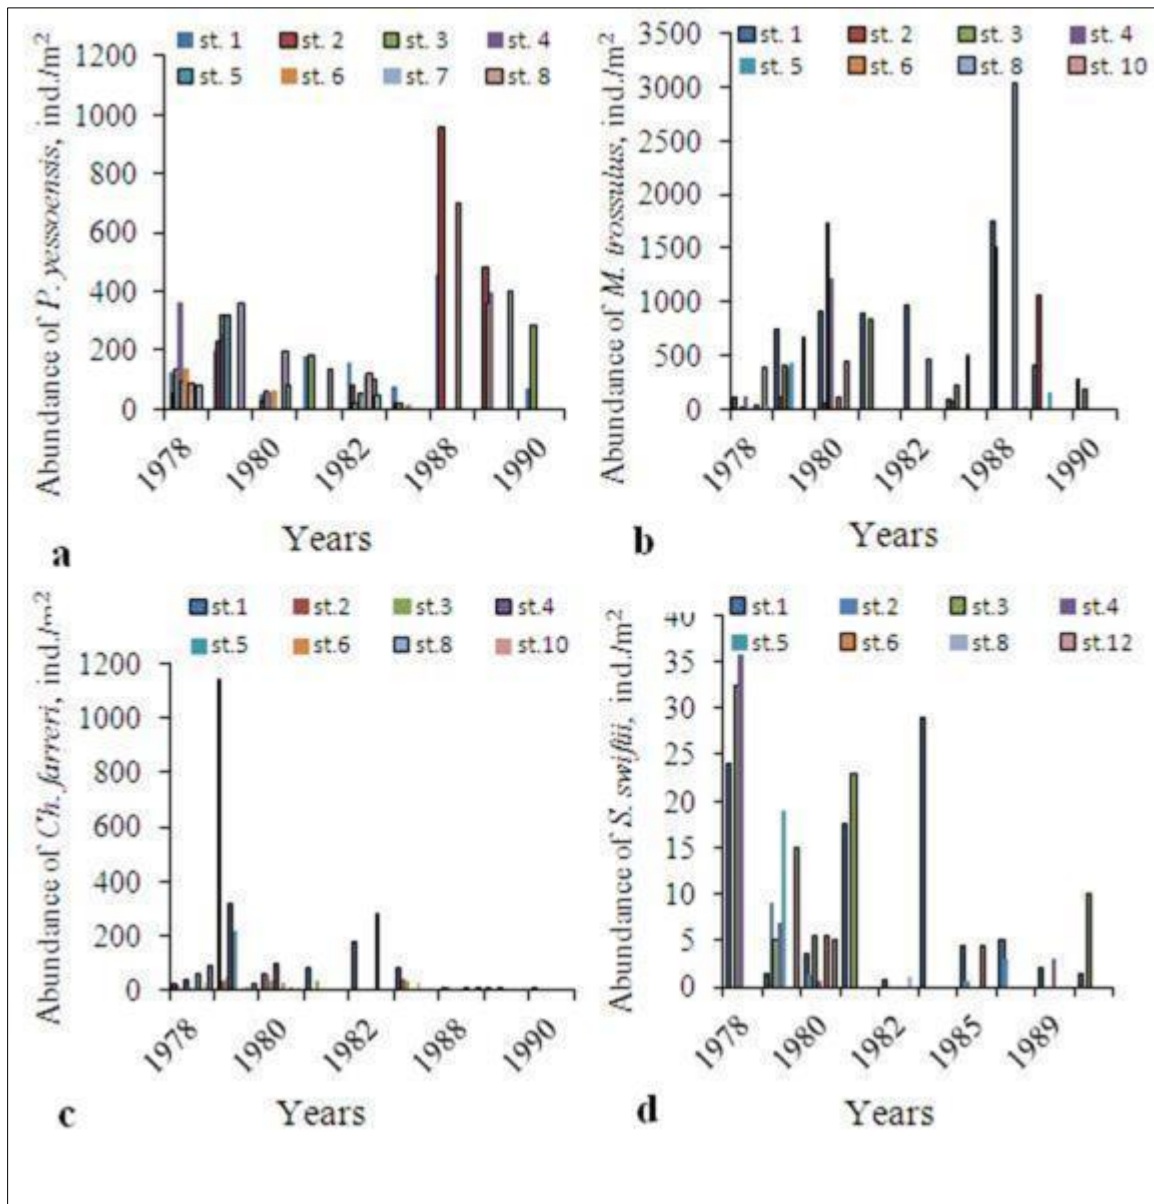 st. 1 st. 2 st. 3 st. 4
st. 5 st. 6 st. 7 st. 8
Abundance of P. yessoensis, ind./m²
1200
1000
800
600
400
200
0
1978 1980 1982 1988 1990
Years
a
st. 1 st. 2 st. 3 st. 4
st. 5 st. 6 st. 8 st. 10
Abundance of M. trossulus, ind./m²
3500
3000
2500
2000
1500
1000
500
0
1978 1980 1982 1988 1990
Years
b
st.1 st.2 st.3 st.4
st.5 st.6 st.8 st.10
Abundance of Ch. farreri, ind./m²
1200
1000
800
600
400
200
0
1978 1980 1982 1988 1990
Years
c
st.1 st.2 st.3 st.4
st.5 st.6 st.8 st.12
Abundance of S. swiftii, ind./m²
40
35
30
25
20
15
10
5
0
1978 1980 1982 1985 1989
Years
d